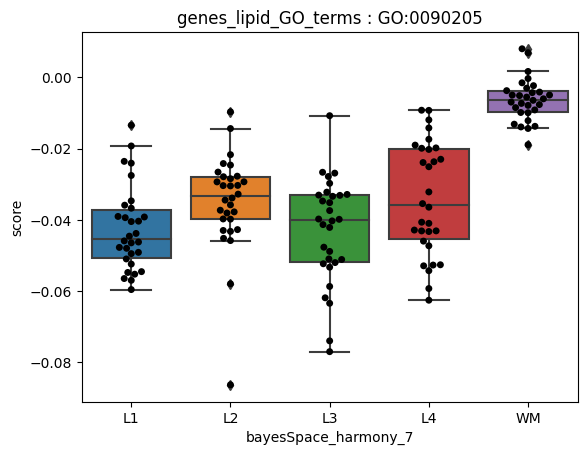 genes_lipid_GO_terms : GO:0090205
0.00
−0.02
−0.04
−0.06
−0.08
score
L1 L2 L3 L4 WM
bayesSpace_harmony_7